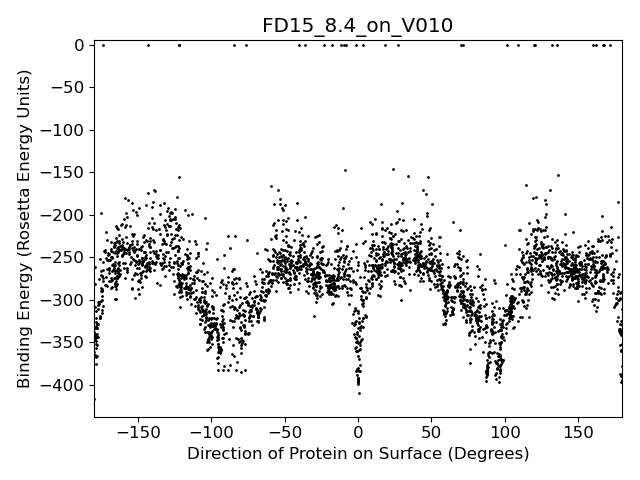 FD15_8.4_on_V010
Binding Energy (Rosetta Energy Units)
0
−50
−100
−150
−200
−250
−300
−350
−400
−150 −100 −50 0 50 100 150
Direction of Protein on Surface (Degrees)